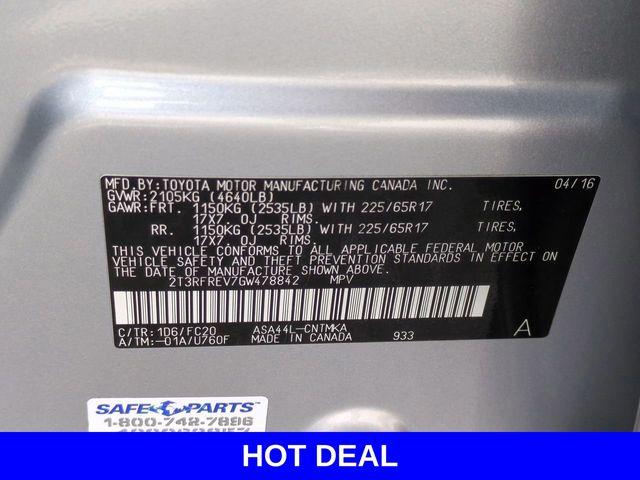 MFD.BY:TOYOTA MOTOR MANUFACTURING CANADA INC. 04/16
GVWR:2105KG (4640LB)
GAWR:FRT. 1150KG (2535LB) WITH 225/65R17 TIRES,
17X7. 0J RIMS.
RR. 1150KG (2535LB) WITH 225/65R17 TIRES,
17X7. 0J RIMS.
THIS VEHICLE CONFORMS TO ALL APPLICABLE FEDERAL MOTOR
VEHICLE SAFETY AND THEFT PREVENTION STANDARDS IN EFFECT
ON THE DATE OF MANUFACTURE SHOWN ABOVE.
2T3RFREV7GW478842 MPV
C/TR:1D6/FC20 ASA44L-CNTMKA
A/TM:-01A/U760F MADE IN CANADA 933 A
SAFE PARTS™
1-800-742-7896
HOT DEAL